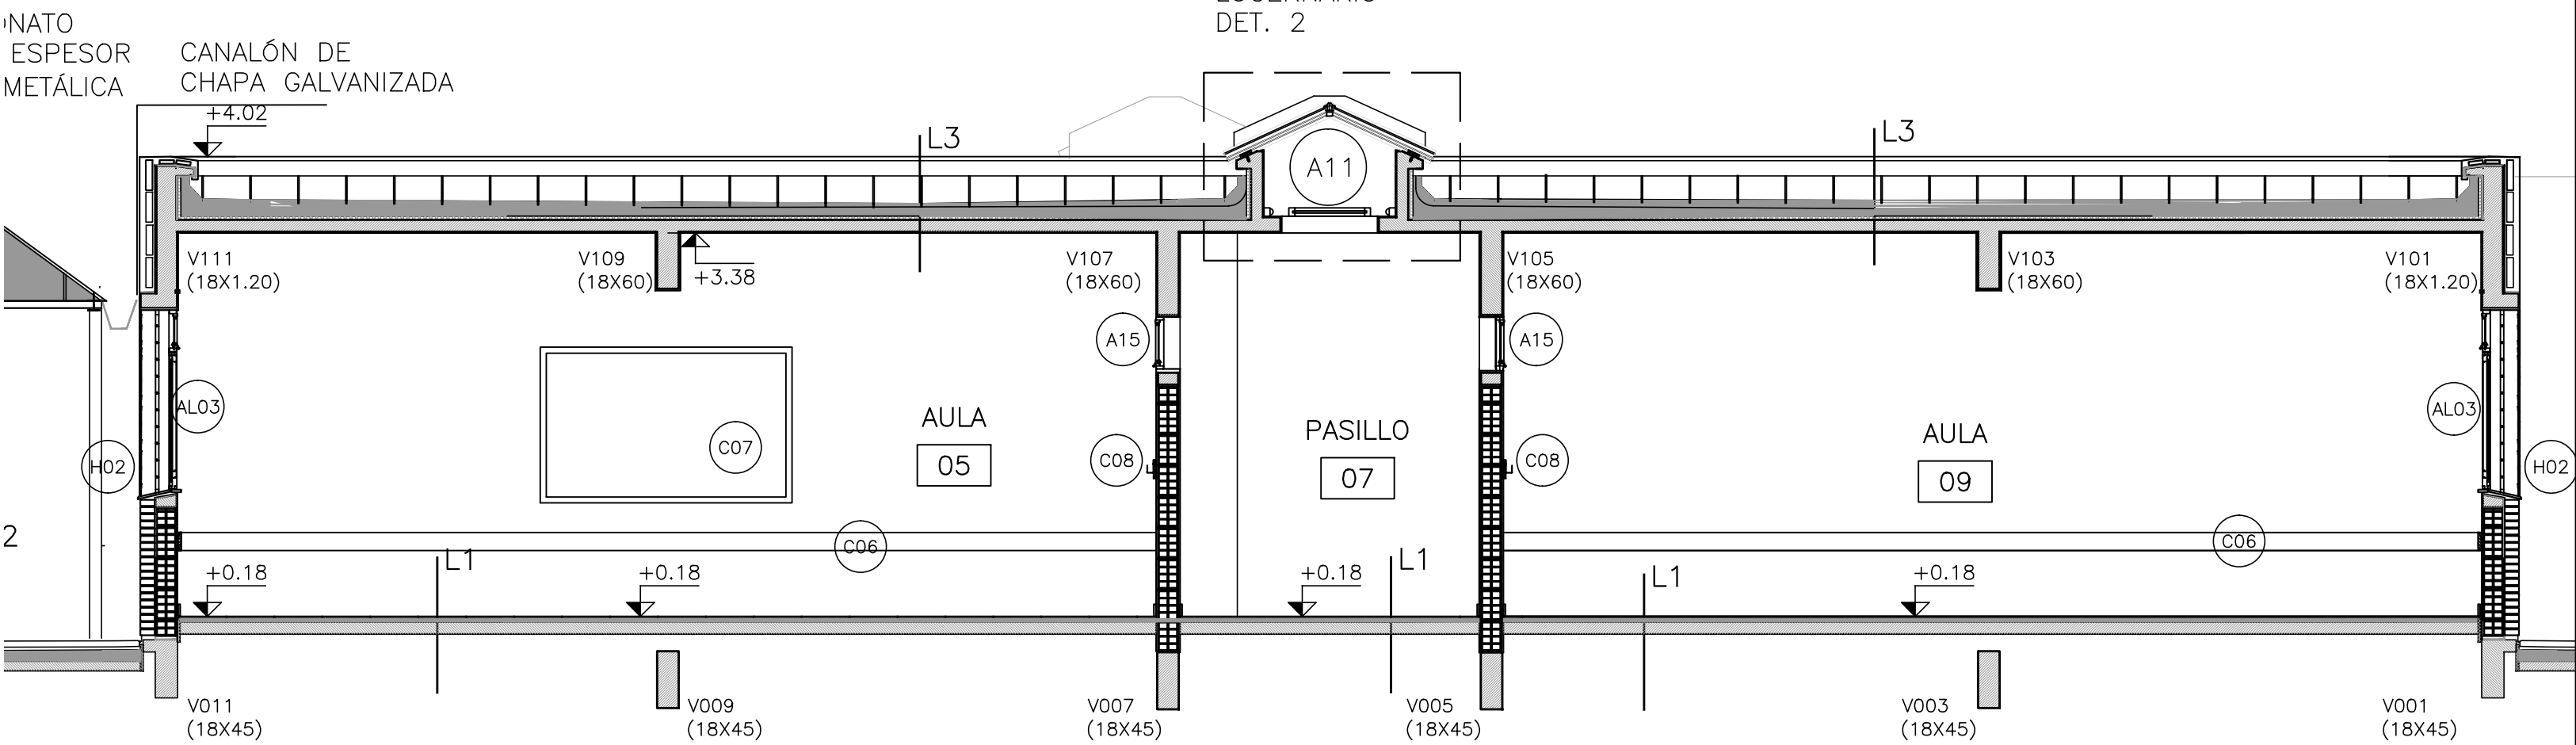 DET. 2
ESPESOR
METÁLICA
CANALÓN DE
CHAPA GALVANIZADA
+4.02
L3
A11
L3
V111
(18X1.20)
V109
(18X60)
+3.38
V107
(18X60)
V105
(18X60)
V103
(18X60)
V101
(18X1.20)
A15
A15
AL03
C07
AULA
05
C08
PASILLO
07
C08
AULA
09
AL03
H02
H02
2
C06
C06
+0.18
L1
+0.18
+0.18
L1
L1
+0.18
V011
(18X45)
V009
(18X45)
V007
(18X45)
V005
(18X45)
V003
(18X45)
V001
(18X45)